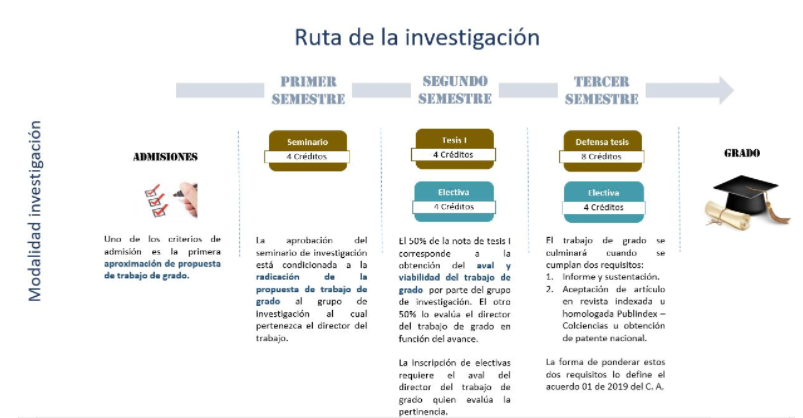 Ruta de la investigación
Modalidad investigación
PRIMER
SEMESTRE
SEGUNDO
SEMESTRE
TERCER
SEMESTRE
ADMISIONES
Uno de los criterios de
admisión es la primera
aproximación de propuesta
de trabajo de grado.
Seminario
4 Créditos
La aprobación del
seminario de investigación
está condicionada a la
radicación de la
propuesta de trabajo de
grado al grupo de
investigación al cual
pertenezca el director del
trabajo.
Tesis I
4 Créditos
Electiva
4 Créditos
El 50% de la nota de tesis I
corresponde a la
obtención del aval y
viabilidad del trabajo de
grado por parte del grupo
de investigación. El otro
50% lo evalúa el director
del trabajo de grado en
función del avance.
La inscripción de electivas
requiere el aval del
director del trabajo de
grado quien evalúa la
pertinencia.
Defensa tesis
8 Créditos
Electiva
4 Créditos
El trabajo de grado se
culminará cuando se
cumplan dos requisitos:
1. Informe y sustentación.
2. Aceptación de artículo
en revista indexada u
homologada Publindex –
Colciencias u obtención
de patente nacional.
La forma de ponderar estos
dos requisitos lo define el
acuerdo 01 de 2019 del C. A.
GRADO